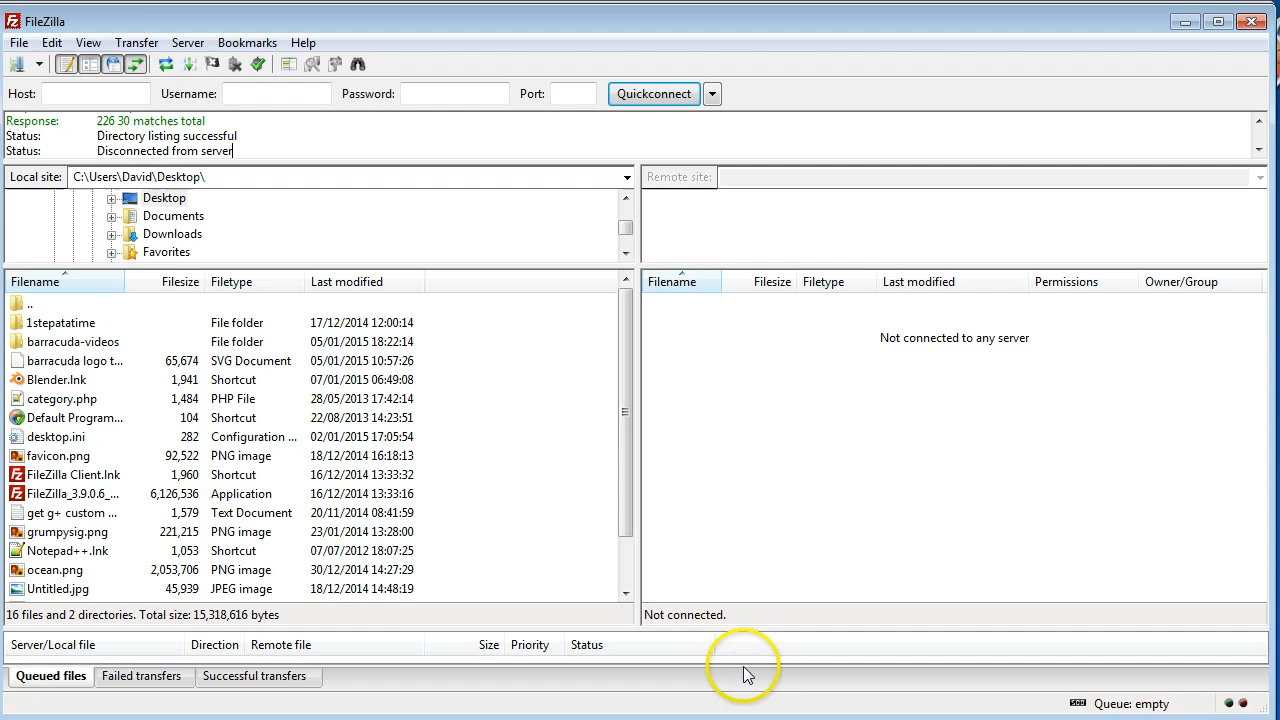 FileZilla
File Edit View Transfer Server Bookmarks Help
Host: Username: Password: Port: Quickconnect
Response: 226 30 matches total
Status: Directory listing successful
Status: Disconnected from server
Local site: C:\Users\David\Desktop\
Remote site:
Desktop
Documents
Downloads
Favorites
Filename Filesize Filetype Last modified
..
1stepatatime File folder 17/12/2014 12:00:14
barracuda-videos File folder 05/01/2015 18:22:14
barracuda logo t... 65,674 SVG Document 05/01/2015 10:57:26
Blender.lnk 1,941 Shortcut 07/01/2015 06:49:08
category.php 1,484 PHP File 28/05/2013 17:42:14
Default Program... 104 Shortcut 22/08/2013 14:23:51
desktop.ini 282 Configuration ... 02/01/2015 17:05:54
favicon.png 92,522 PNG image 18/12/2014 16:18:13
FileZilla Client.lnk 1,960 Shortcut 16/12/2014 13:33:32
FileZilla_3.9.0.6_... 6,126,536 Application 16/12/2014 13:33:16
get g+ custom ... 1,579 Text Document 20/11/2014 08:41:59
grumpysig.png 221,215 PNG image 23/01/2014 13:28:00
Notepad++.lnk 1,053 Shortcut 07/07/2012 18:07:25
ocean.png 2,053,706 PNG image 30/12/2014 14:27:29
Untitled.jpg 45,939 JPEG image 18/12/2014 14:48:19
16 files and 2 directories. Total size: 15,318,616 bytes
Filename Filesize Filetype Last modified Permissions Owner/Group
Not connected to any server
Not connected.
Server/Local file Direction Remote file Size Priority Status
Queued files Failed transfers Successful transfers
Queue: empty